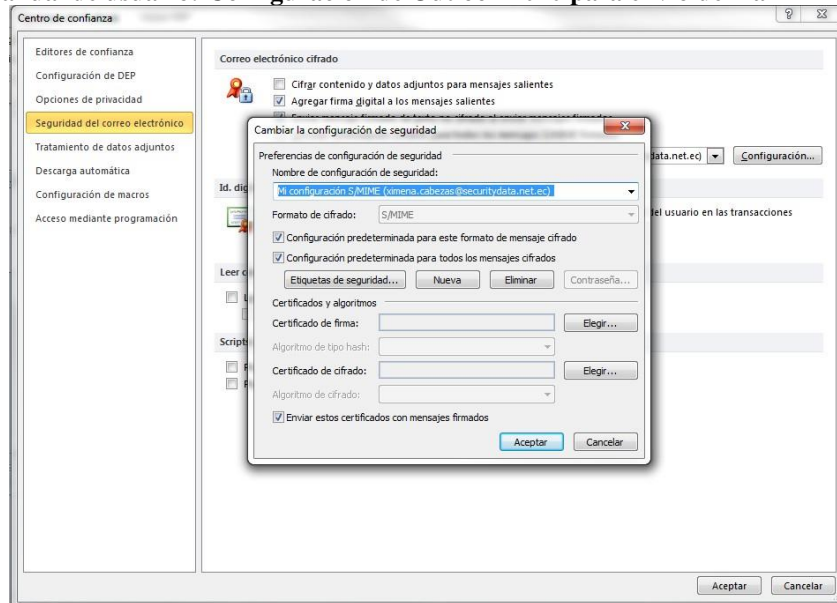 Centro de confianza
Editores de confianza
Configuración de DEP
Opciones de privacidad
Seguridad del correo electrónico
Tratamiento de datos adjuntos
Descarga automática
Configuración de macros
Acceso mediante programación
Correo electrónico cifrado
Cifrar contenido y datos adjuntos para mensajes salientes
Agregar firma digital a los mensajes salientes
data.net.ec)
Configuración...
Id. dig
del usuario en las transacciones
Leer c
Scripts
Cambiar la configuración de seguridad
Preferencias de configuración de seguridad
Nombre de configuración de seguridad:
Mi configuración S/MIME (ximena.cabezas@securitydata.net.ec)
Formato de cifrado: S/MIME
Configuración predeterminada para este formato de mensaje cifrado
Configuración predeterminada para todos los mensajes cifrados
Etiquetas de seguridad... Nueva Eliminar Contraseña...
Certificados y algoritmos
Certificado de firma: Elegir...
Algoritmo de tipo hash:
Certificado de cifrado: Elegir...
Algoritmo de cifrado:
Enviar estos certificados con mensajes firmados
Aceptar Cancelar
Aceptar Cancelar